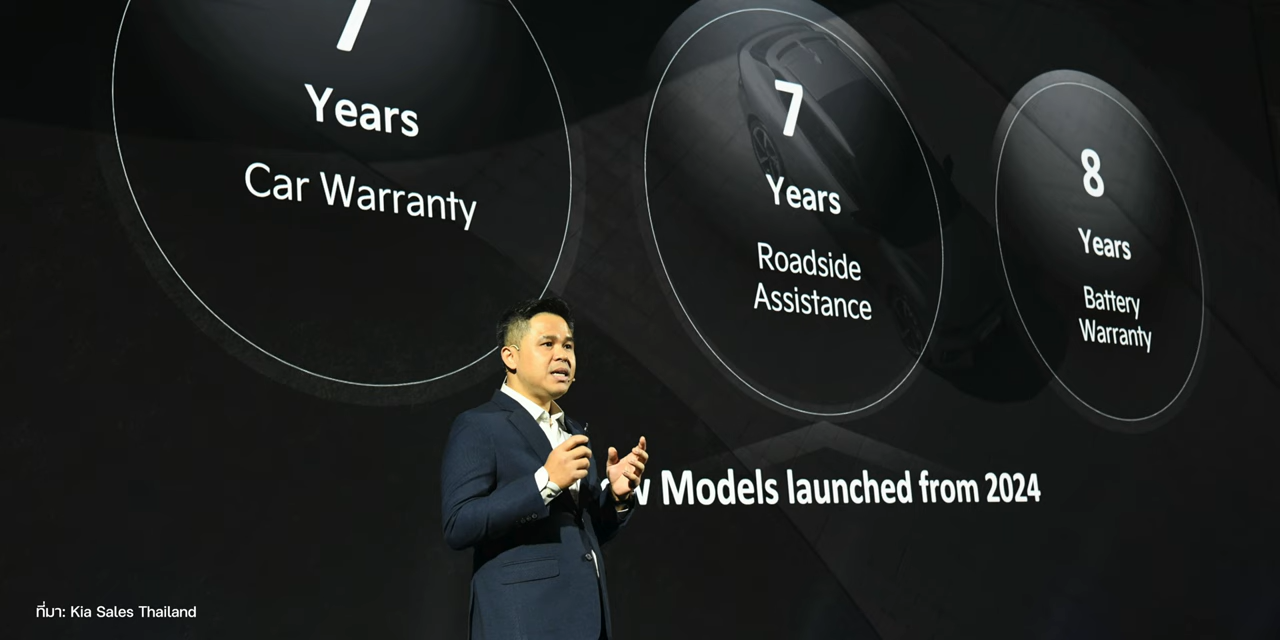 7
Years
Car Warranty
7
Years
Roadside
Assistance
8
Years
Battery
Warranty
Models launched from 2024
ที่มา: Kia Sales Thailand